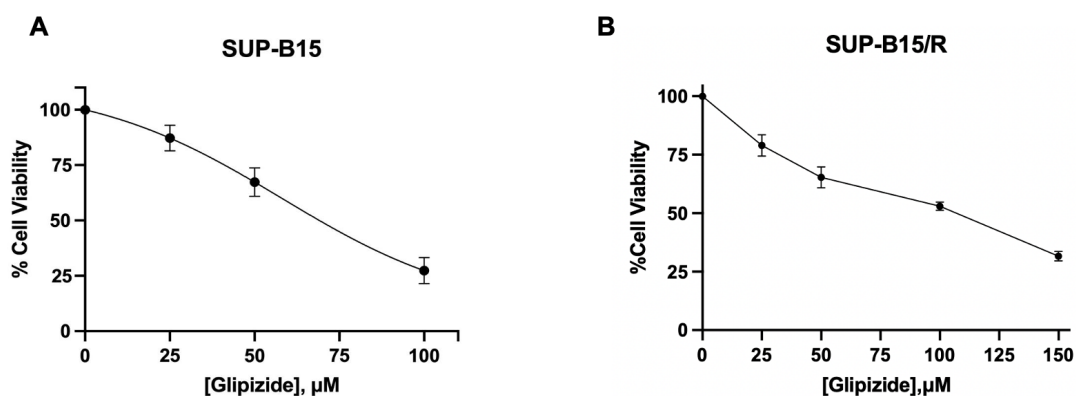 A
SUP-B15
% Cell Viability
100
75
50
25
0
0 25 50 75 100
[Glipizide], µM
B
SUP-B15/R
%Cell Viability
100
75
50
25
0
0 25 50 75 100 125 150
[Glipizide],µM